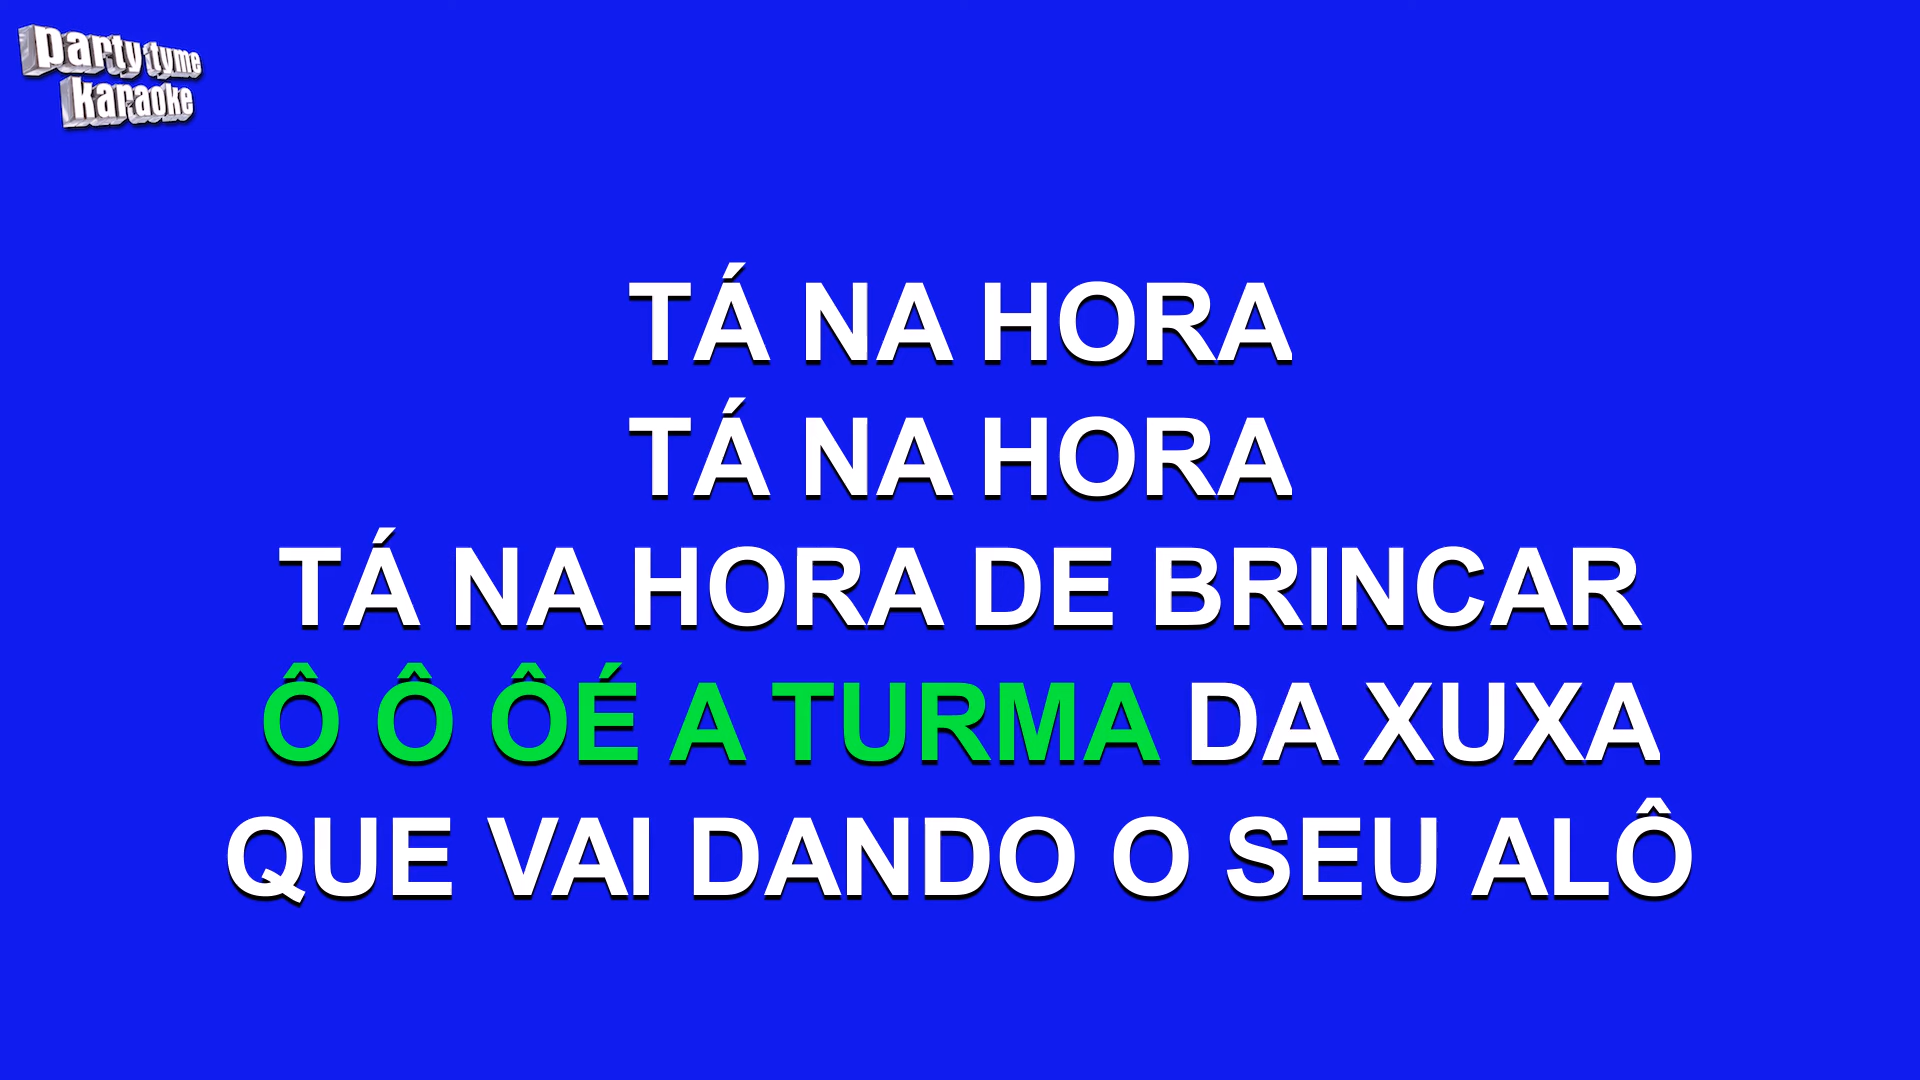 party tyme
karaoke
TÁ NA HORA
TÁ NA HORA
TÁ NA HORA DE BRINCAR
Ô Ô ÔÉ A TURMA DA XUXA
QUE VAI DANDO O SEU ALÔ